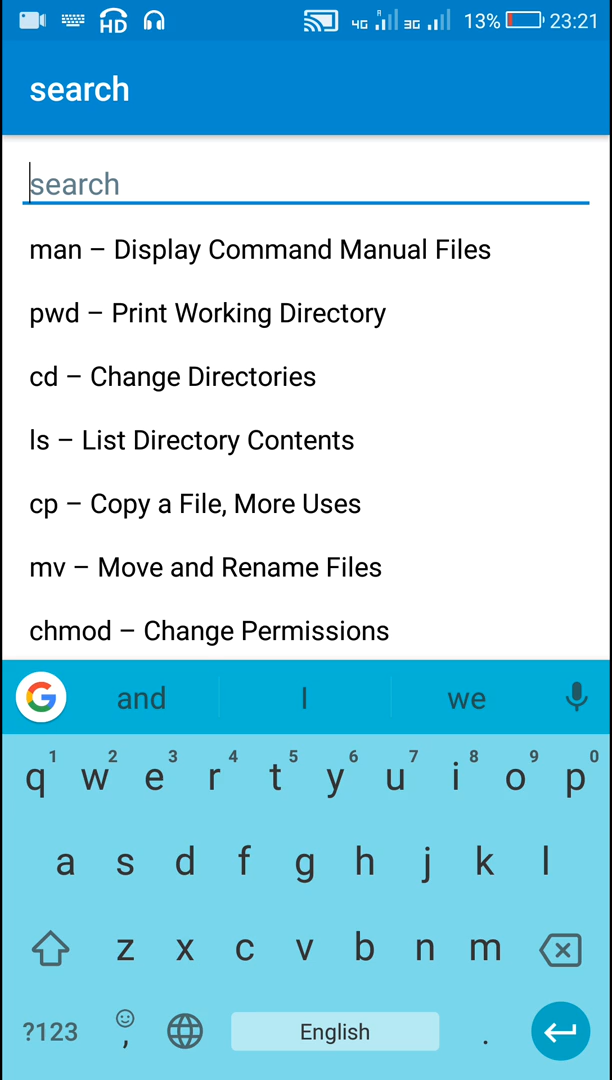 HD 4G R 3G 13% 23:21
search
search
man – Display Command Manual Files
pwd – Print Working Directory
cd – Change Directories
ls – List Directory Contents
cp – Copy a File, More Uses
mv – Move and Rename Files
chmod – Change Permissions
G and I we
q 1 w 2 e 3 r 4 t 5 y 6 u 7 i 8 o 9 p 0
a s d f g h j k l
z x c v b n m
?123 , English .